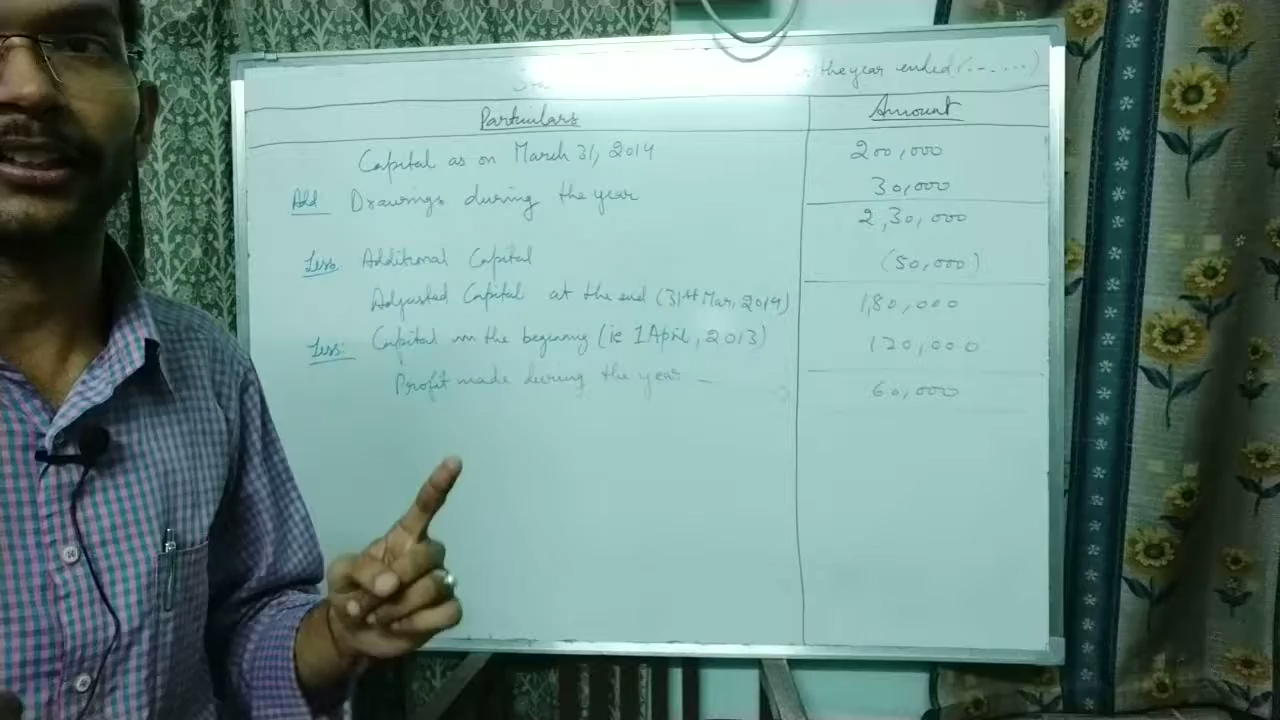 the year ended (......)
Particulars Amount
Capital as on March 31, 2014 200,000
Add Drawings during the year 30,000
2,30,000
Less Additional Capital (50,000)
Adjusted Capital at the end (31st Mar, 2014) 1,80,000
Less: Capital in the begenny (ie 1 April, 2013) 120,000
Profit made during the year - 60,000